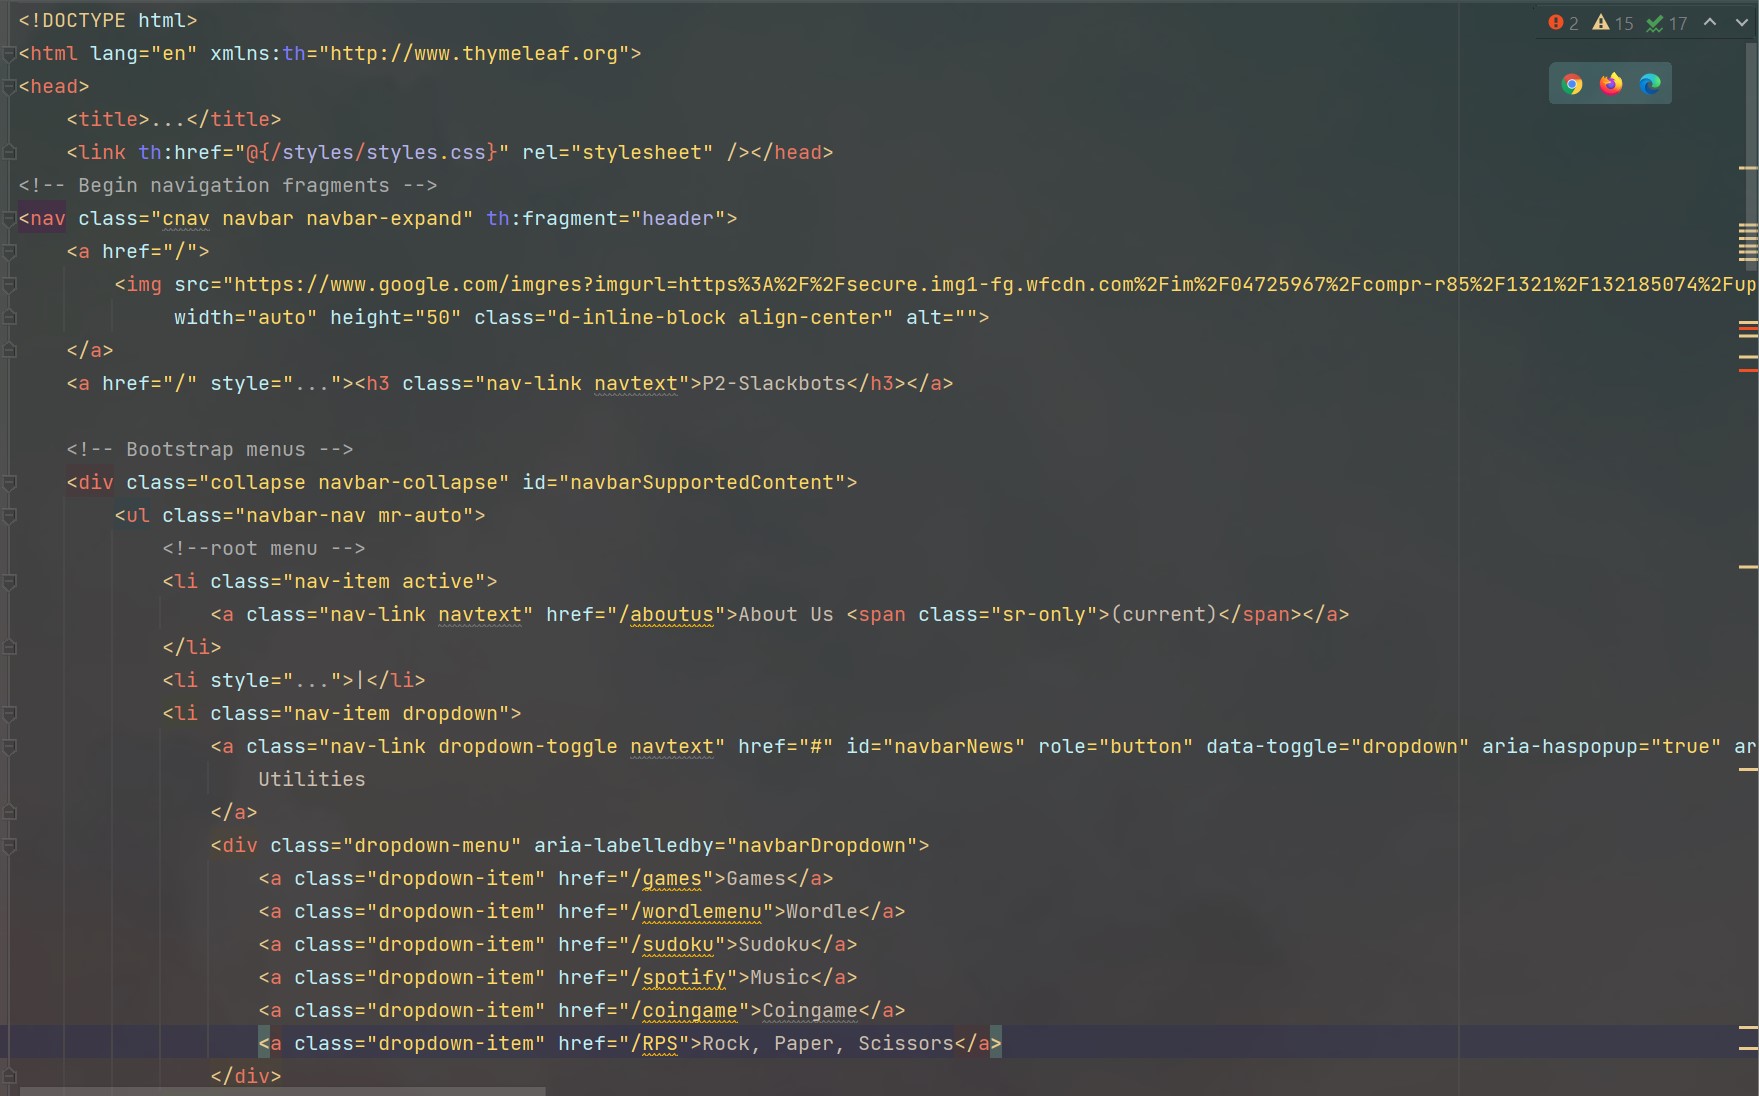 <!DOCTYPE html>
2 15 17
<html lang="en" xmlns:th="http://www.thymeleaf.org">
<head>
<title>...</title>
<link th:href="@{/styles/styles.css}" rel="stylesheet" /></head>
<!-- Begin navigation fragments -->
<nav class="cnav navbar navbar-expand" th:fragment="header">
<a href="/">
<img src="https://www.google.com/imgres?imgurl=https%3A%2F%2Fsecure.img1-fg.wfcdn.com%2Fim%2F04725967%2Fcompr-r85%2F1321%2F132185074%2Fup
width="auto" height="50" class="d-inline-block align-center" alt="">
</a>
<a href="/" style="..."><h3 class="nav-link navtext">P2-Slackbots</h3></a>
<!-- Bootstrap menus -->
<div class="collapse navbar-collapse" id="navbarSupportedContent">
<ul class="navbar-nav mr-auto">
<!--root menu -->
<li class="nav-item active">
<a class="nav-link navtext" href="/aboutus">About Us <span class="sr-only">(current)</span></a>
</li>
<li style="...">|</li>
<li class="nav-item dropdown">
<a class="nav-link dropdown-toggle navtext" href="#" id="navbarNews" role="button" data-toggle="dropdown" aria-haspopup="true" ar
Utilities
</a>
<div class="dropdown-menu" aria-labelledby="navbarDropdown">
<a class="dropdown-item" href="/games">Games</a>
<a class="dropdown-item" href="/wordlemenu">Wordle</a>
<a class="dropdown-item" href="/sudoku">Sudoku</a>
<a class="dropdown-item" href="/spotify">Music</a>
<a class="dropdown-item" href="/coingame">Coingame</a>
<a class="dropdown-item" href="/RPS">Rock, Paper, Scissors</a>
</div>